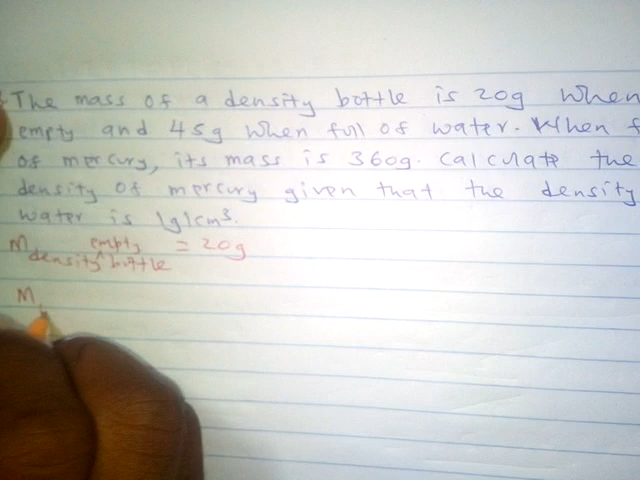 The mass of a density bottle is 20g when
empty and 45g when full of water. When f
of mercury, its mass is 360g. Calculate the
density of mercury given that the density
water is 1g/cm³.
M empty density bottle = 20g
M